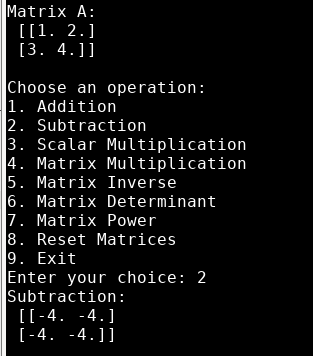 Matrix A:
[[1. 2.]
[3. 4.]]
Choose an operation:
1. Addition
2. Subtraction
3. Scalar Multiplication
4. Matrix Multiplication
5. Matrix Inverse
6. Matrix Determinant
7. Matrix Power
8. Reset Matrices
9. Exit
Enter your choice: 2
Subtraction:
[[-4. -4.]
[-4. -4.]]